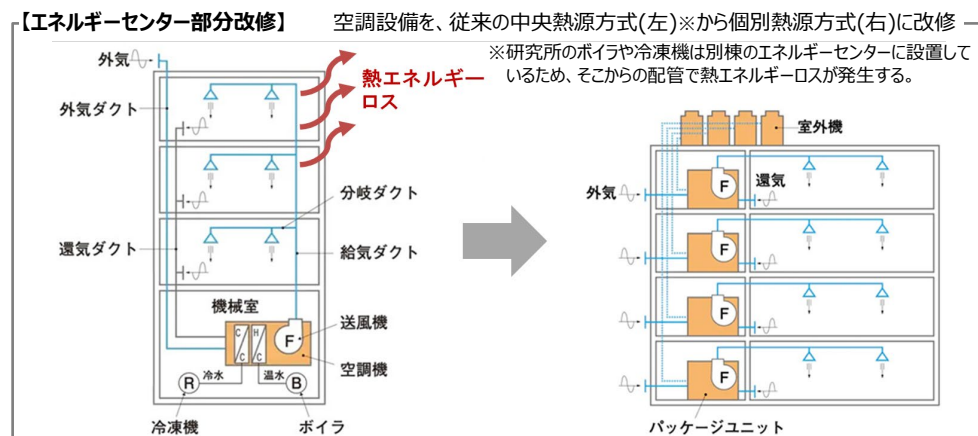 【エネルギーセンター部分改修】 空調設備を、従来の中央熱源方式(左)※から個別熱源方式(右)に改修
※研究所のボイラや冷凍機は別棟のエネルギーセンターに設置して
いるため、そこからの配管で熱エネルギーロスが発生する。
外気
熱エネルギー
ロス
外気ダクト
分岐ダクト
還気ダクト
給気ダクト
機械室
送風機
C
C
H
C
F
空調機
冷水
温水
R
B
冷凍機
ボイラ
室外機
外気
還気
F
F
F
F
パッケージユニット